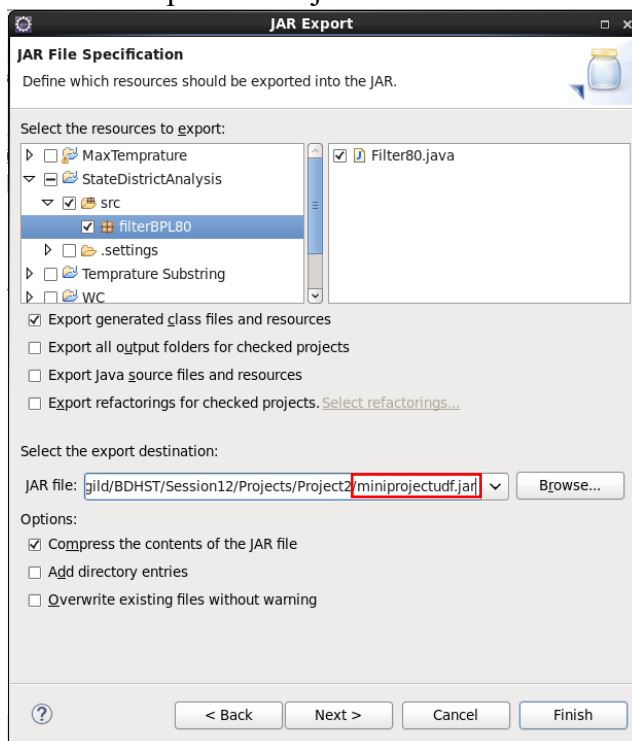 JAR Export
JAR File Specification
Define which resources should be exported into the JAR.
Select the resources to export:
MaxTemprature
StateDistrictAnalysis
src
filterBPL80
.settings
Temprature Substring
WC
Filter80.java
Export generated class files and resources
Export all output folders for checked projects
Export Java source files and resources
Export refactorings for checked projects. Select refactorings...
Select the export destination:
JAR file: gild/BDHST/Session12/Projects/Project2/miniprojectudf.jar Browse...
Options:
Compress the contents of the JAR file
Add directory entries
Overwrite existing files without warning
? < Back Next > Cancel Finish